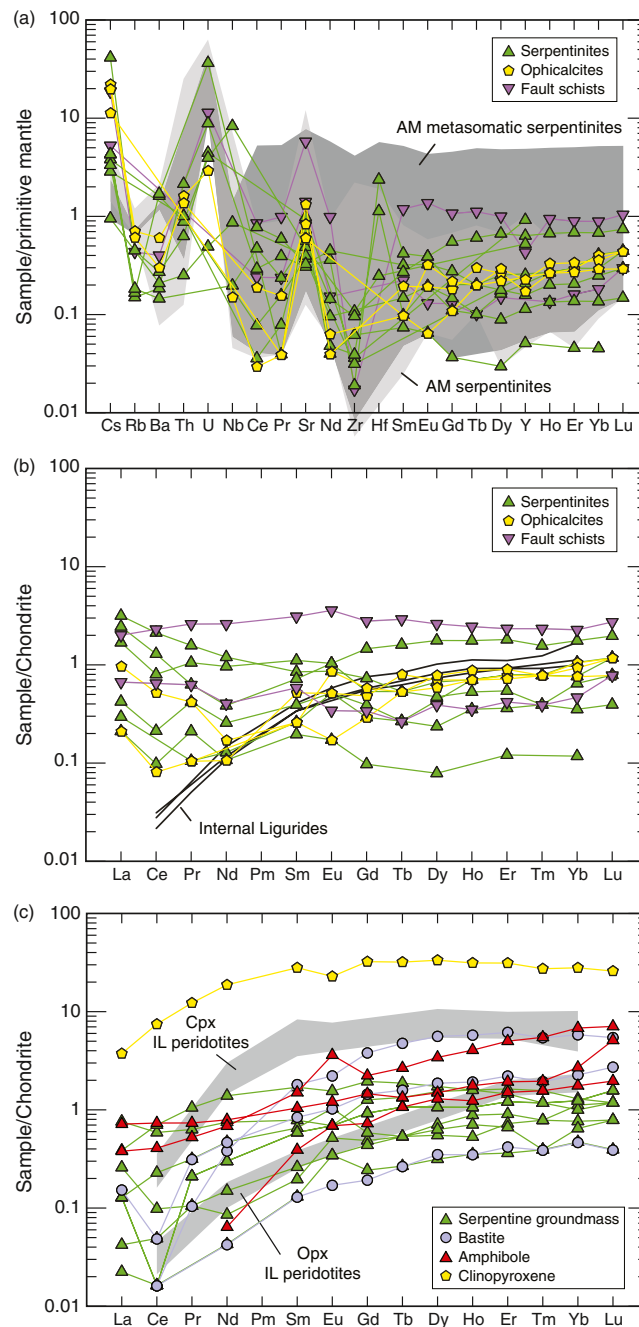 (a)
100
10
1
0.1
0.01
Sample/primitive mantle
Serpentinites
Ophicalcites
Fault schists
AM metasomatic serpentinites
AM serpentinites
Cs Rb Ba Th U Nb Ce Pr Sr Nd Zr Hf Sm Eu Gd Tb Dy Y Ho Er Yb Lu
(b)
100
10
1
0.1
0.01
Sample/Chondrite
Serpentinites
Ophicalcites
Fault schists
Internal Ligurides
La Ce Pr Nd Pm Sm Eu Gd Tb Dy Ho Er Tm Yb Lu
(c)
100
10
1
0.1
0.01
Sample/Chondrite
Cpx
IL peridotites
Opx
IL peridotites
Serpentine groundmass
Bastite
Amphibole
Clinopyroxene
La Ce Pr Nd Pm Sm Eu Gd Tb Dy Ho Er Tm Yb Lu